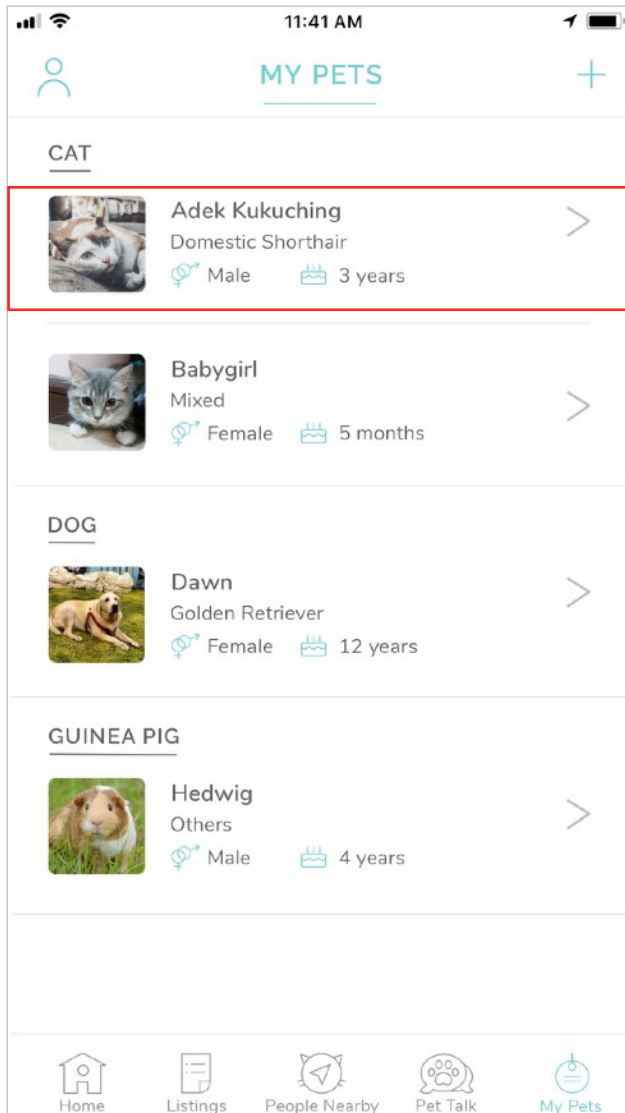 11:41 AM
MY PETS
CAT
Adek Kukuching
Domestic Shorthair
Male 3 years
Babygirl
Mixed
Female 5 months
DOG
Dawn
Golden Retriever
Female 12 years
GUINEA PIG
Hedwig
Others
Male 4 years
Home Listings People Nearby Pet Talk My Pets